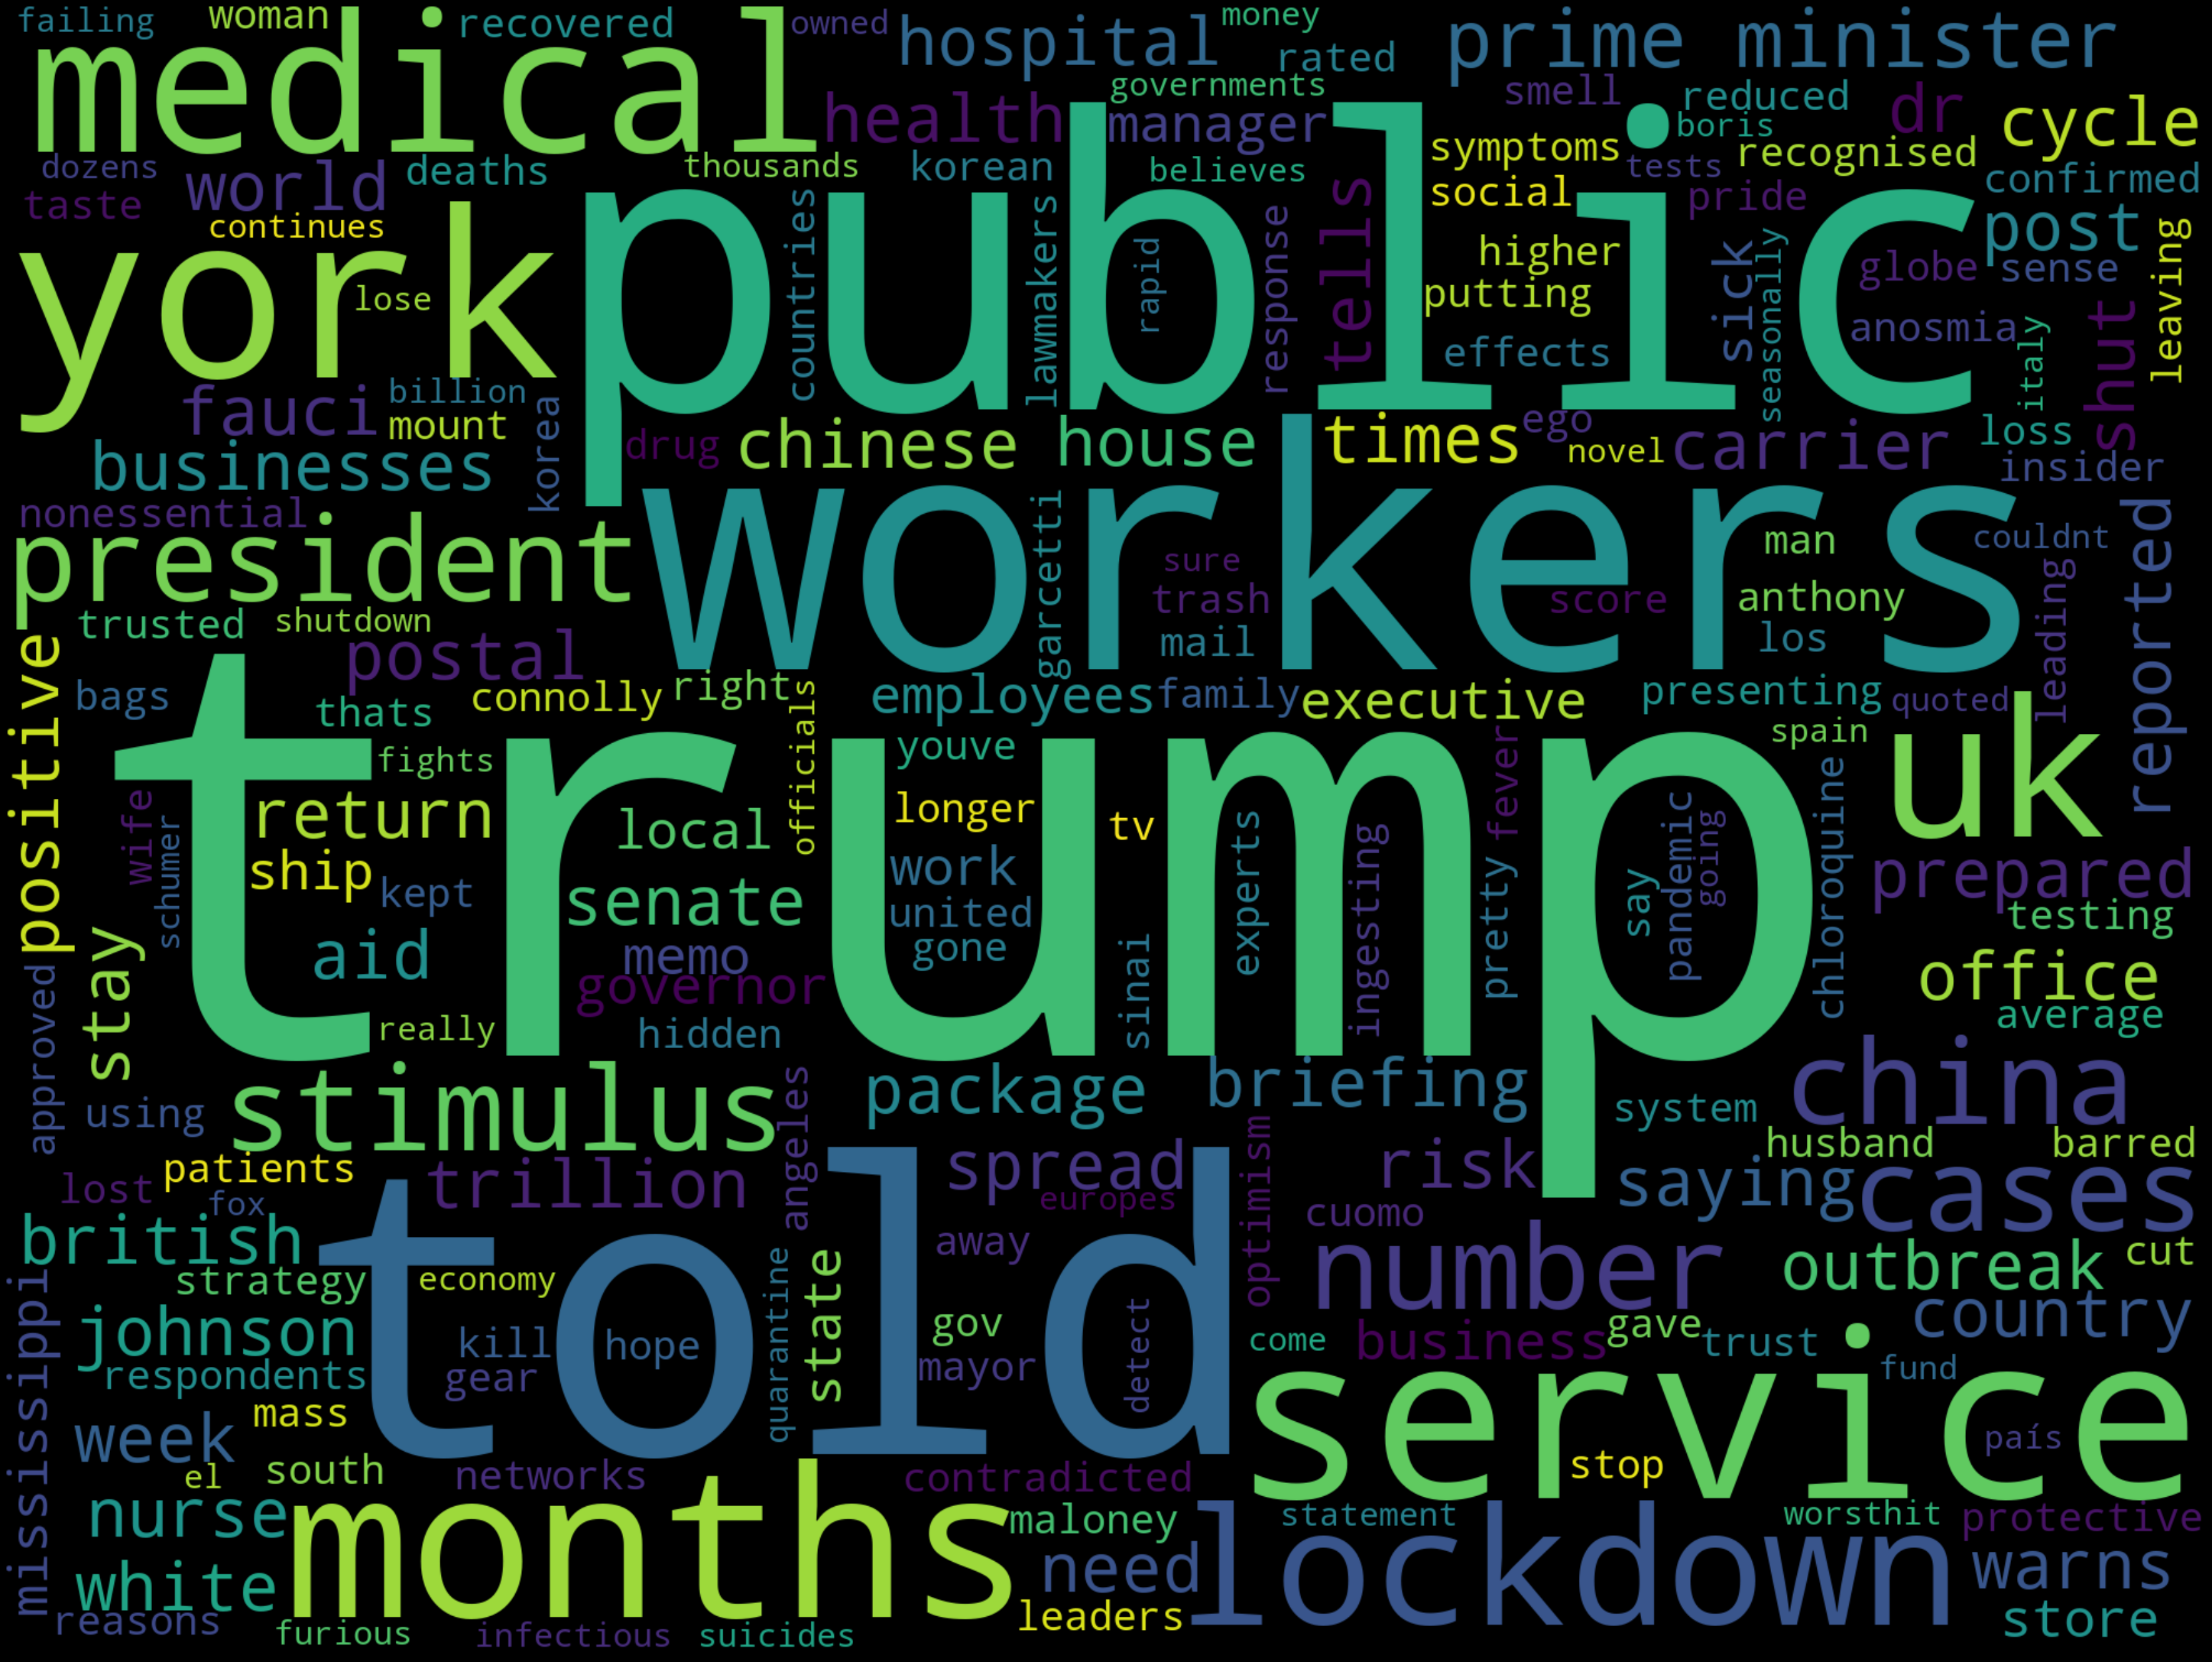 failing
woman
recovered
owned
money
medical
hospital
rated
prime minister
governments
health
manager
smell
reduced
dr
cycle
boris
symptoms
tests
recognised
dozens
world
deaths
thousands
korean
believes
social
pride
confirmed
taste
continues
york
public
countries
lawmakers
rapid
response
tells
higher
sick
seasonally
post
globe
sense
leaving
lose
putting
effects
anosmia
italy
shut
fauci
billion
mount
korea
drug
chinese
house
times
ego
novel
carrier
loss
insider
businesses
nonessential
president
workers
garcetti
sure
trash
mail
man
score
anthony
los
couldnt
leading
reported
trusted
shutdown
postal
positive
bags
thats
connolly
right
officials
employees
family
executive
presenting
quoted
spain
uk
trump
fights
youve
fever
wife
schumer
return
local
longer
tv
ship
kept
senate
work
united
gone
experts
ingesting
pretty
say
pandemic
going
chloroquine
prepared
testing
office
average
stay
aid
memo
governor
hidden
sinai
really
approved
using
stimulus
angeles
package
briefing
system
china
patients
lost
fox
trillion
spread
europes
optimism
risk
husband
barred
saying
cases
cuomo
british
told
away
number
outbreak
cut
strategy
economy
quarantine
state
mississippi
johnson
kill
hope
gov
detect
come
business
gave
trust
country
respondents
gear
mayor
fund
service
week
mass
país
el
south
networks
contradicted
stop
nurse
months
maloney
statement
worsthit
protective
white
need
lockdown
warns
reasons
furious
infectious
suicides
leaders
store